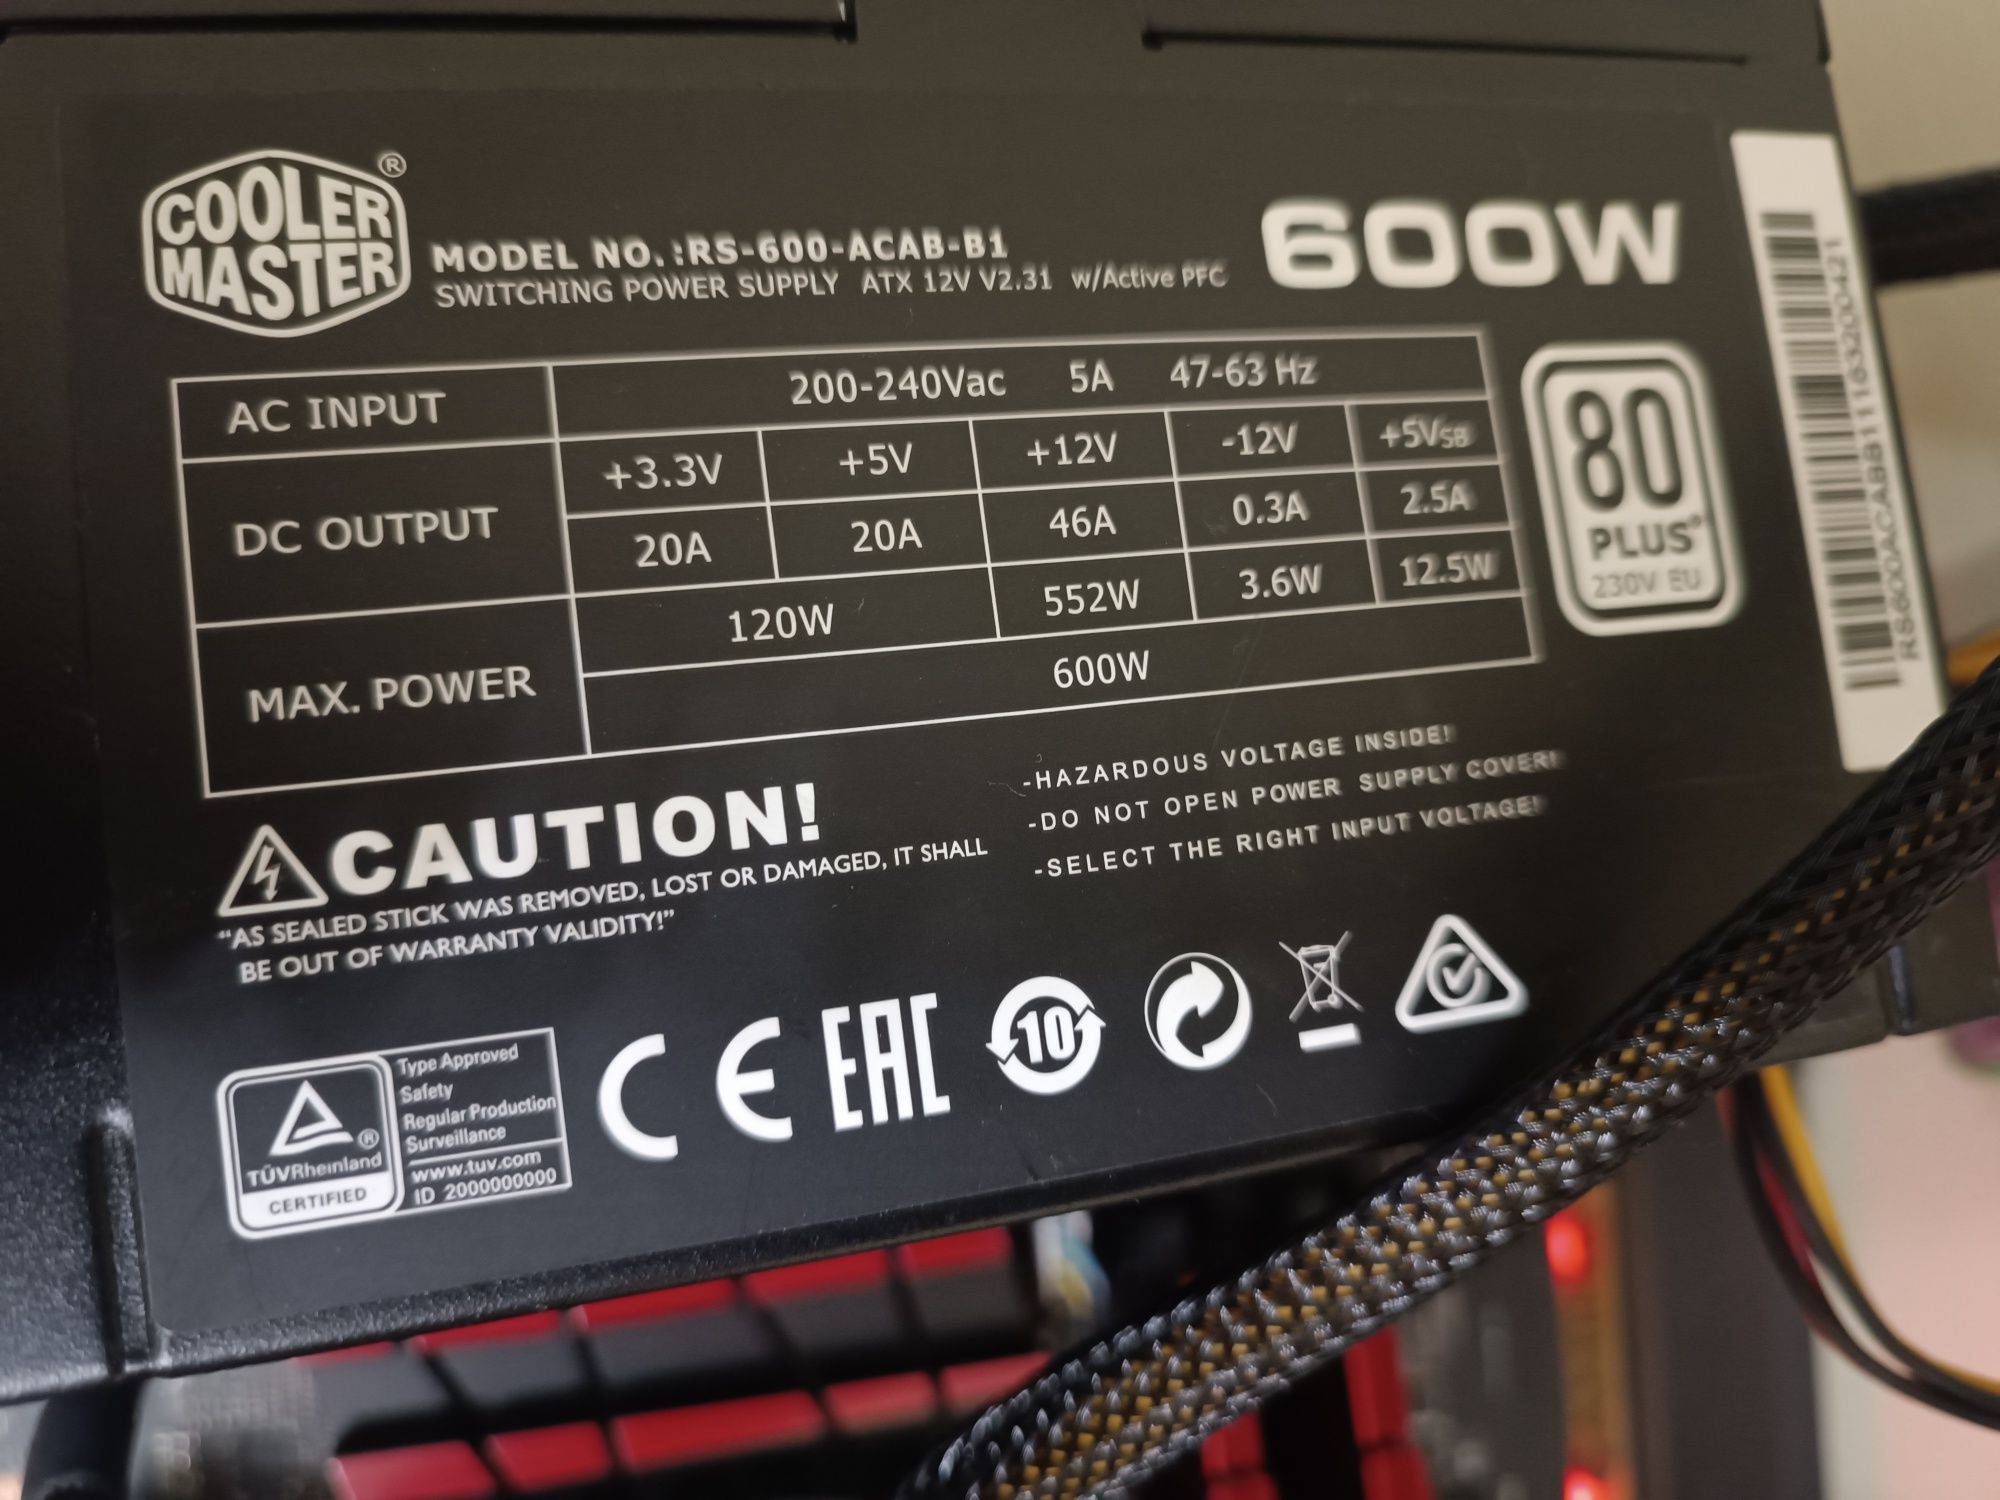 COOLER
MASTER
®
MODEL NO.:RS-600-ACAB-B1
SWITCHING POWER SUPPLY ATX 12V V2.31 w/Active PFC
600W
AC INPUT 200-240Vac 5A 47-63 Hz
DC OUTPUT +3.3V +5V +12V -12V +5VSB
20A 20A 46A 0.3A 2.5A
MAX. POWER 120W 552W 3.6W 12.5W
600W
80
PLUS®
230V EU
CAUTION!
"AS SEALED STICK WAS REMOVED, LOST OR DAMAGED, IT SHALL
BE OUT OF WARRANTY VALIDITY!"
-HAZARDOUS VOLTAGE INSIDE!
-DO NOT OPEN POWER SUPPLY COVER!
-SELECT THE RIGHT INPUT VOLTAGE!
TÜVRheinland®
CERTIFIED
Type Approved
Safety
Regular Production
Surveillance
www.tuv.com
ID 2000000000
CE
EAC
10